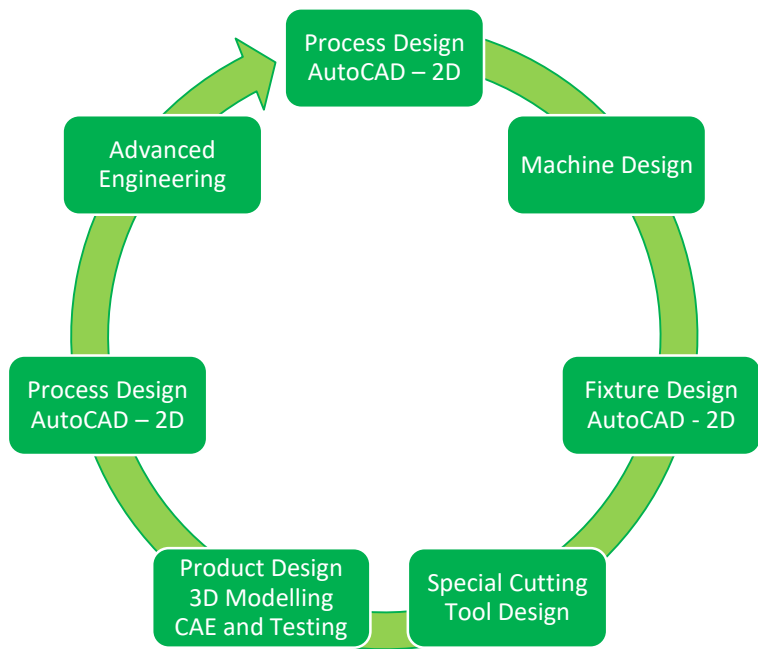 Process Design
AutoCAD – 2D
Machine Design
Fixture Design
AutoCAD - 2D
Special Cutting
Tool Design
Product Design
3D Modelling
CAE and Testing
Process Design
AutoCAD – 2D
Advanced
Engineering